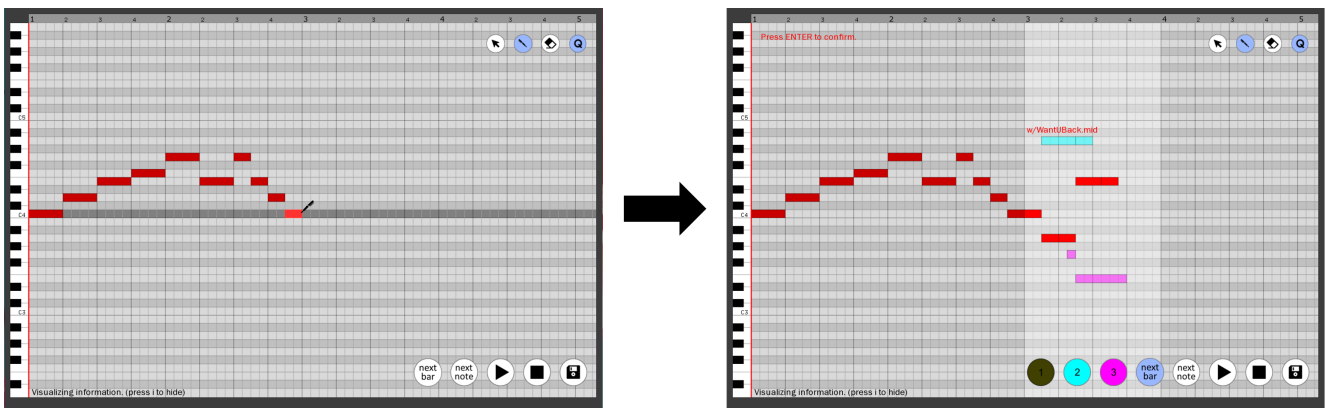 1 2 3 4 2 2 3 4 3 2 3 4 4 2 3 4 5
Q
C5
C4
C3
next bar
next note
Visualizing information. (press i to hide)
1 2 3 4 2 2 3 4 3 2 3 4 4 2 3 4 5
Press ENTER to confirm.
Q
C5
w/WantUBack.mid
C4
C3
1
2
3
next bar
next note
Visualizing information. (press i to hide)